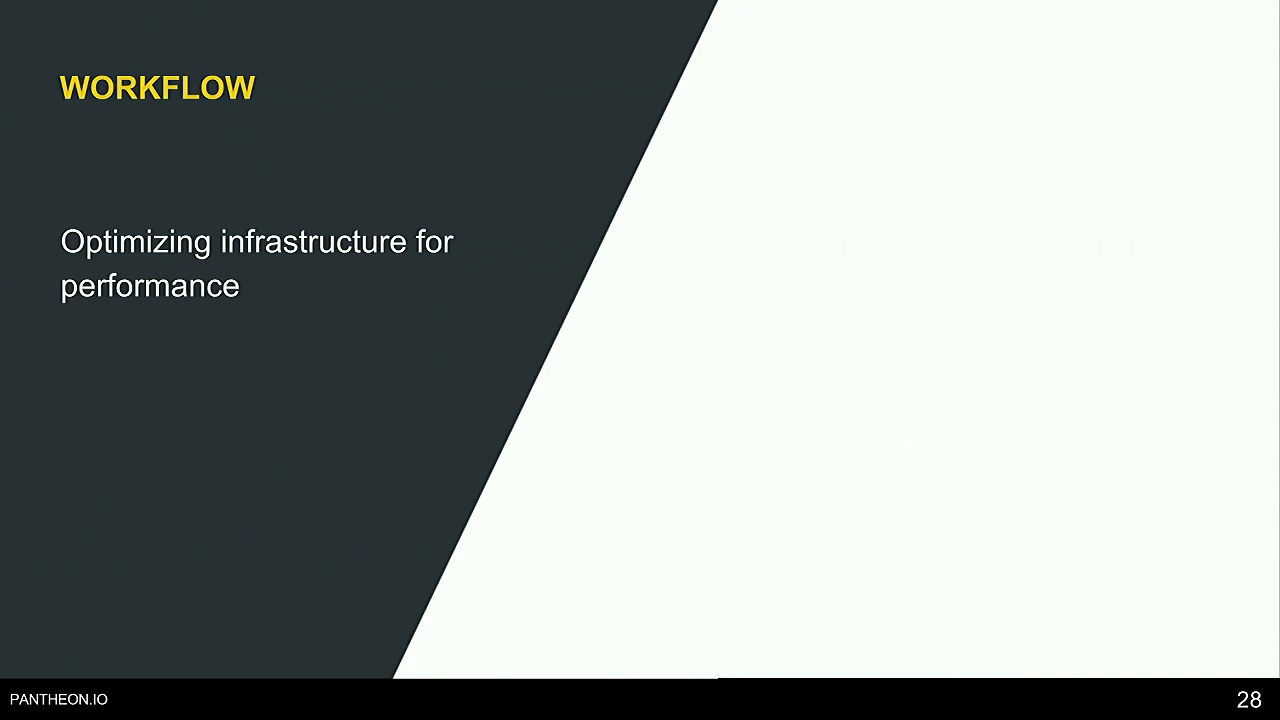 WORKFLOW
Optimizing infrastructure for
performance
PANTHEON.IO
28